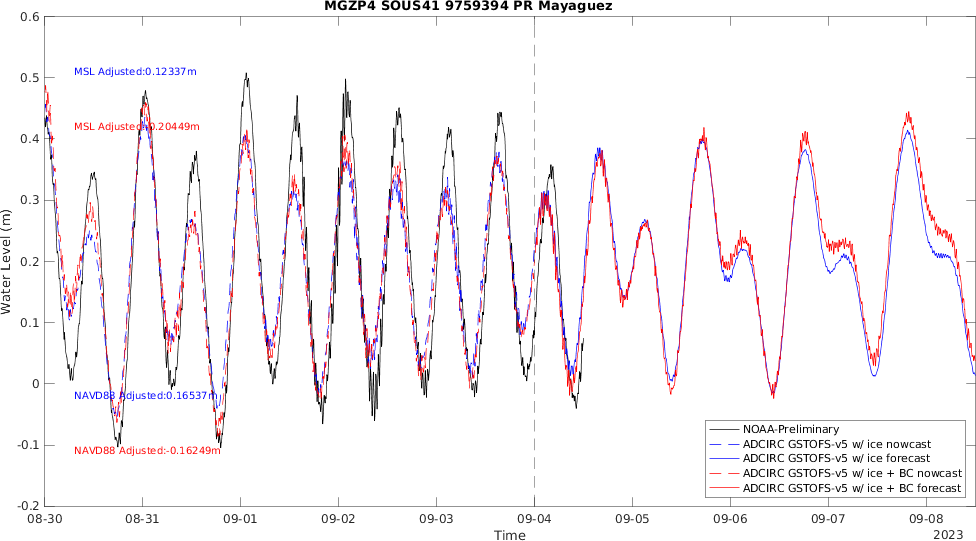 MGZP4 SOUS41 9759394 PR Mayaguez
0.6
0.5
0.4
0.3
0.2
0.1
0
-0.1
-0.2
Water Level (m)
MSL Adjusted:0.12337m
MSL Adjusted:0.20449m
NAVD88 Adjusted:0.16537m
NAVD88 Adjusted:-0.16249m
NOAA-Preliminary
ADCIRC GSTOFS-v5 w/ ice nowcast
ADCIRC GSTOFS-v5 w/ ice forecast
ADCIRC GSTOFS-v5 w/ ice + BC nowcast
ADCIRC GSTOFS-v5 w/ ice + BC forecast
08-30 08-31 09-01 09-02 09-03 09-04 09-05 09-06 09-07 09-08
Time
2023